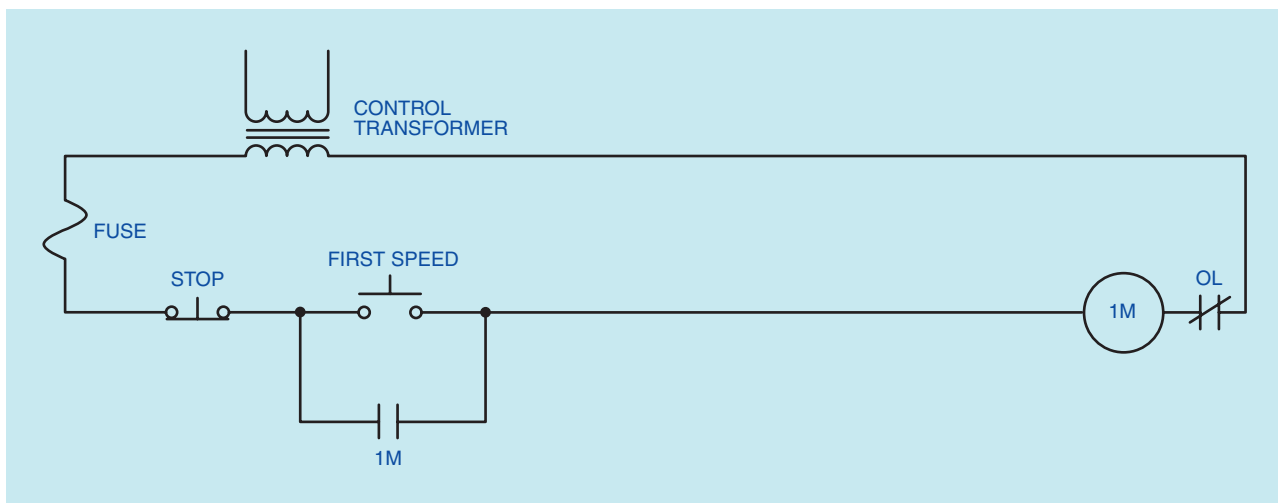 CONTROL
TRANSFORMER
FUSE
FIRST SPEED
STOP
OL
1M
1M